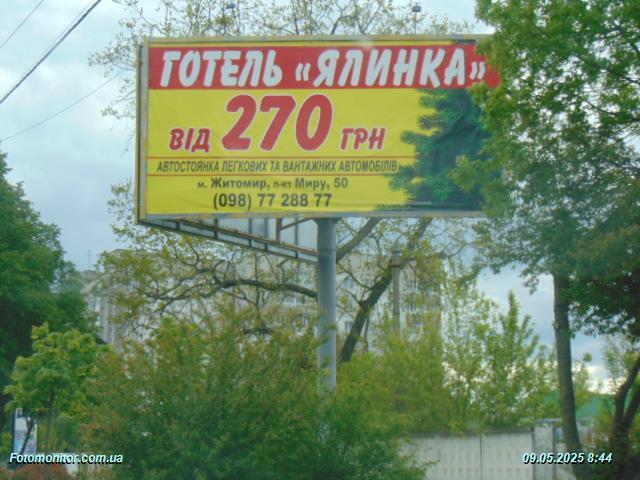 ГОТЕЛЬ «ЯЛИНКА»
ВІД 270 ГРН
АВТОСТОЯНКА ЛЕГКОВИХ ТА ВАНТАЖНИХ АВТОМОБІЛІВ
м. Житомир, п-кт Миру, 50
(098) 77 288 77
Fotomonitor.com.ua
09.05.2025 8:44